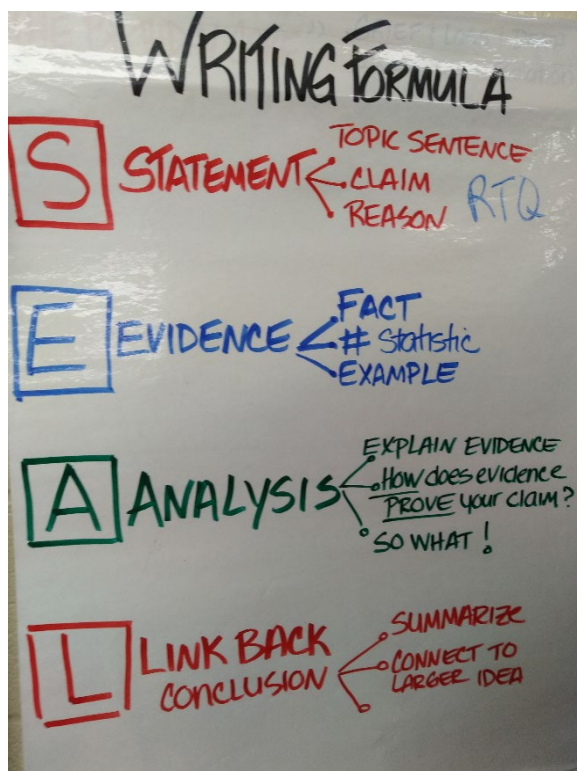 WRITING FORMULA
S STATEMENT
TOPIC SENTENCE
CLAIM
REASON RTQ
E EVIDENCE
FACT
# Statistic
EXAMPLE
A ANALYSIS
EXPLAIN EVIDENCE
How does evidence
PROVE your claim?
SO WHAT!
L LINK BACK
CONCLUSION
SUMMARIZE
CONNECT TO
LARGER IDEA